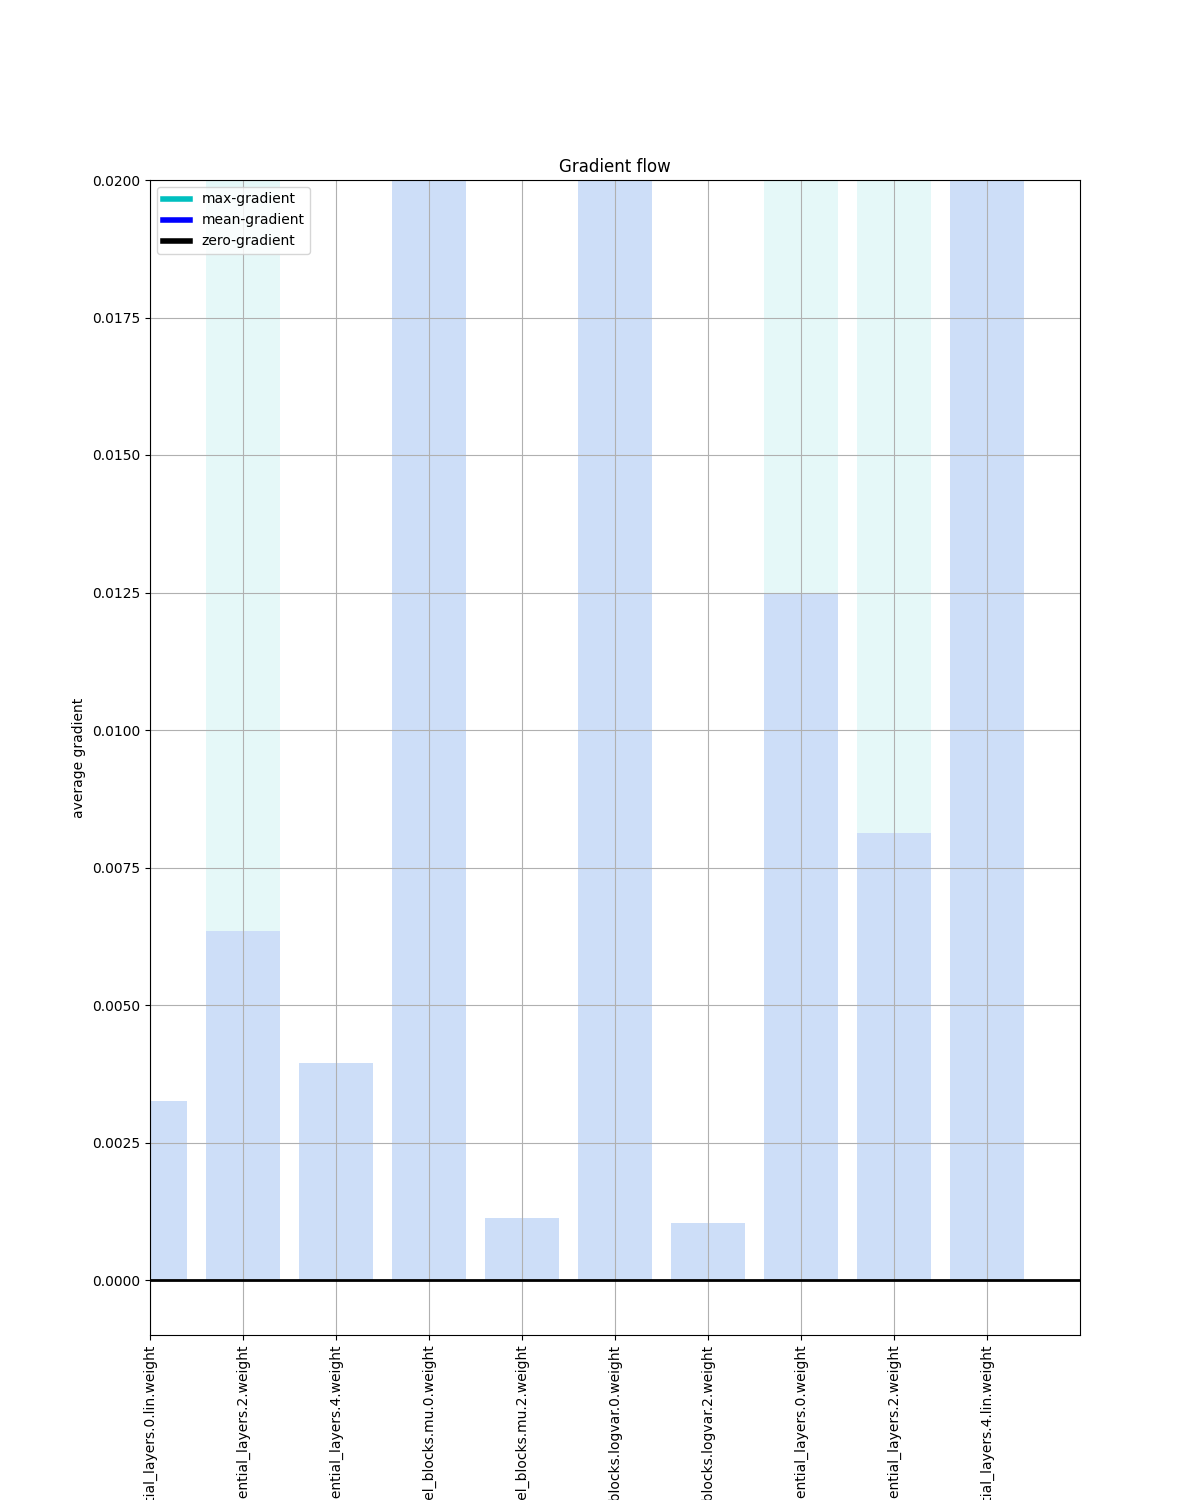 Gradient flow
max-gradient
mean-gradient
zero-gradient
0.0200
0.0175
0.0150
0.0125
0.0100
0.0075
0.0050
0.0025
0.0000
average gradient
tial_layers.0.lin.weight
ential_layers.2.weight
ential_layers.4.weight
el_blocks.mu.0.weight
el_blocks.mu.2.weight
blocks.logvar.0.weight
blocks.logvar.2.weight
ential_layers.0.weight
ential_layers.2.weight
tial_layers.4.lin.weight